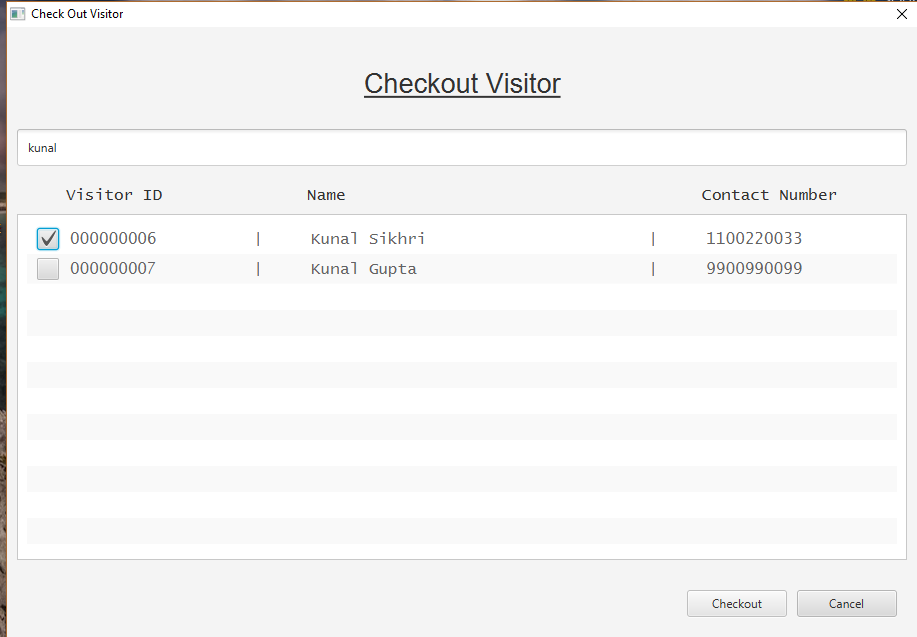 Check Out Visitor
Checkout Visitor
kunal
Visitor ID Name Contact Number
000000006 | Kunal Sikhri | 1100220033
000000007 | Kunal Gupta | 9900990099
Checkout Cancel